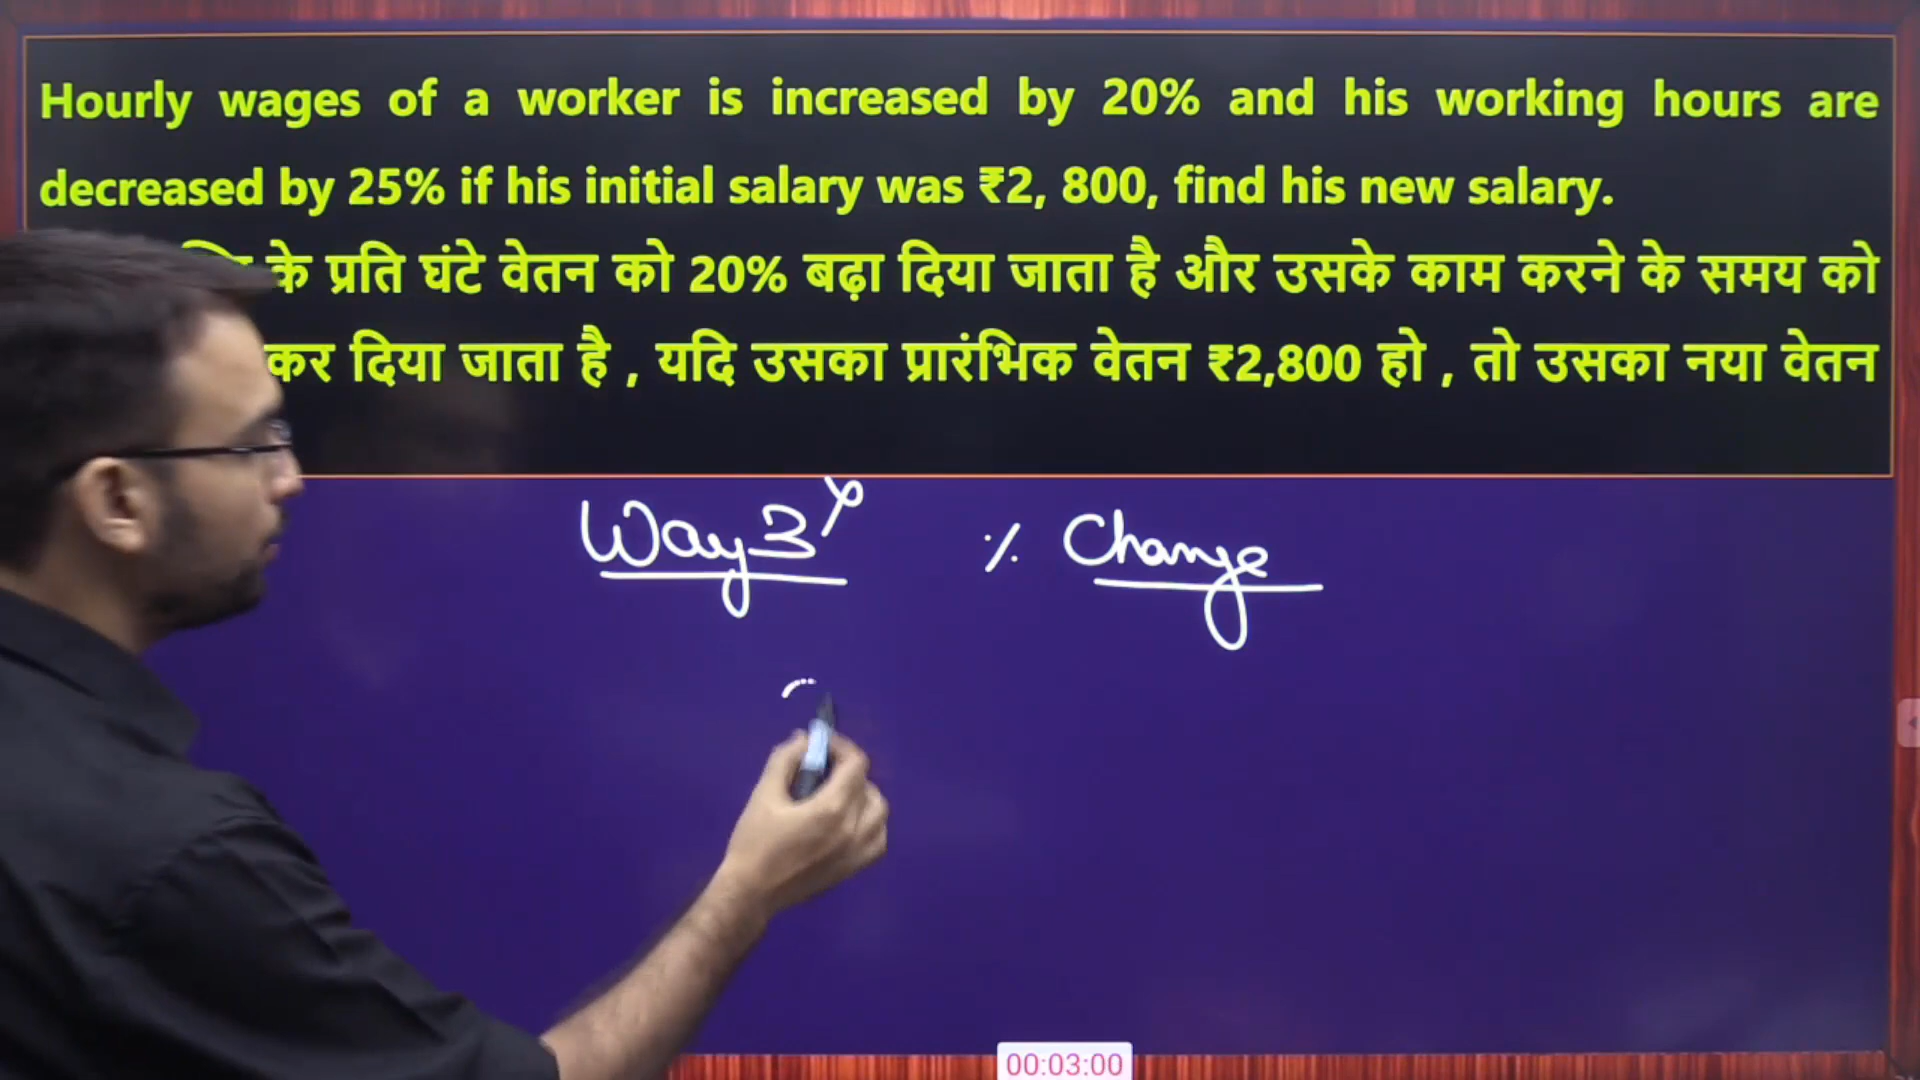 Hourly wages of a worker is increased by 20% and his working hours are
decreased by 25% if his initial salary was ₹2, 800, find his new salary.
के प्रति घंटे वेतन को 20% बढ़ा दिया जाता है और उसके काम करने के समय को
कर दिया जाता है , यदि उसका प्रारंभिक वेतन ₹2,800 हो , तो उसका नया वेतन
Way 3 % Change
00:03:00